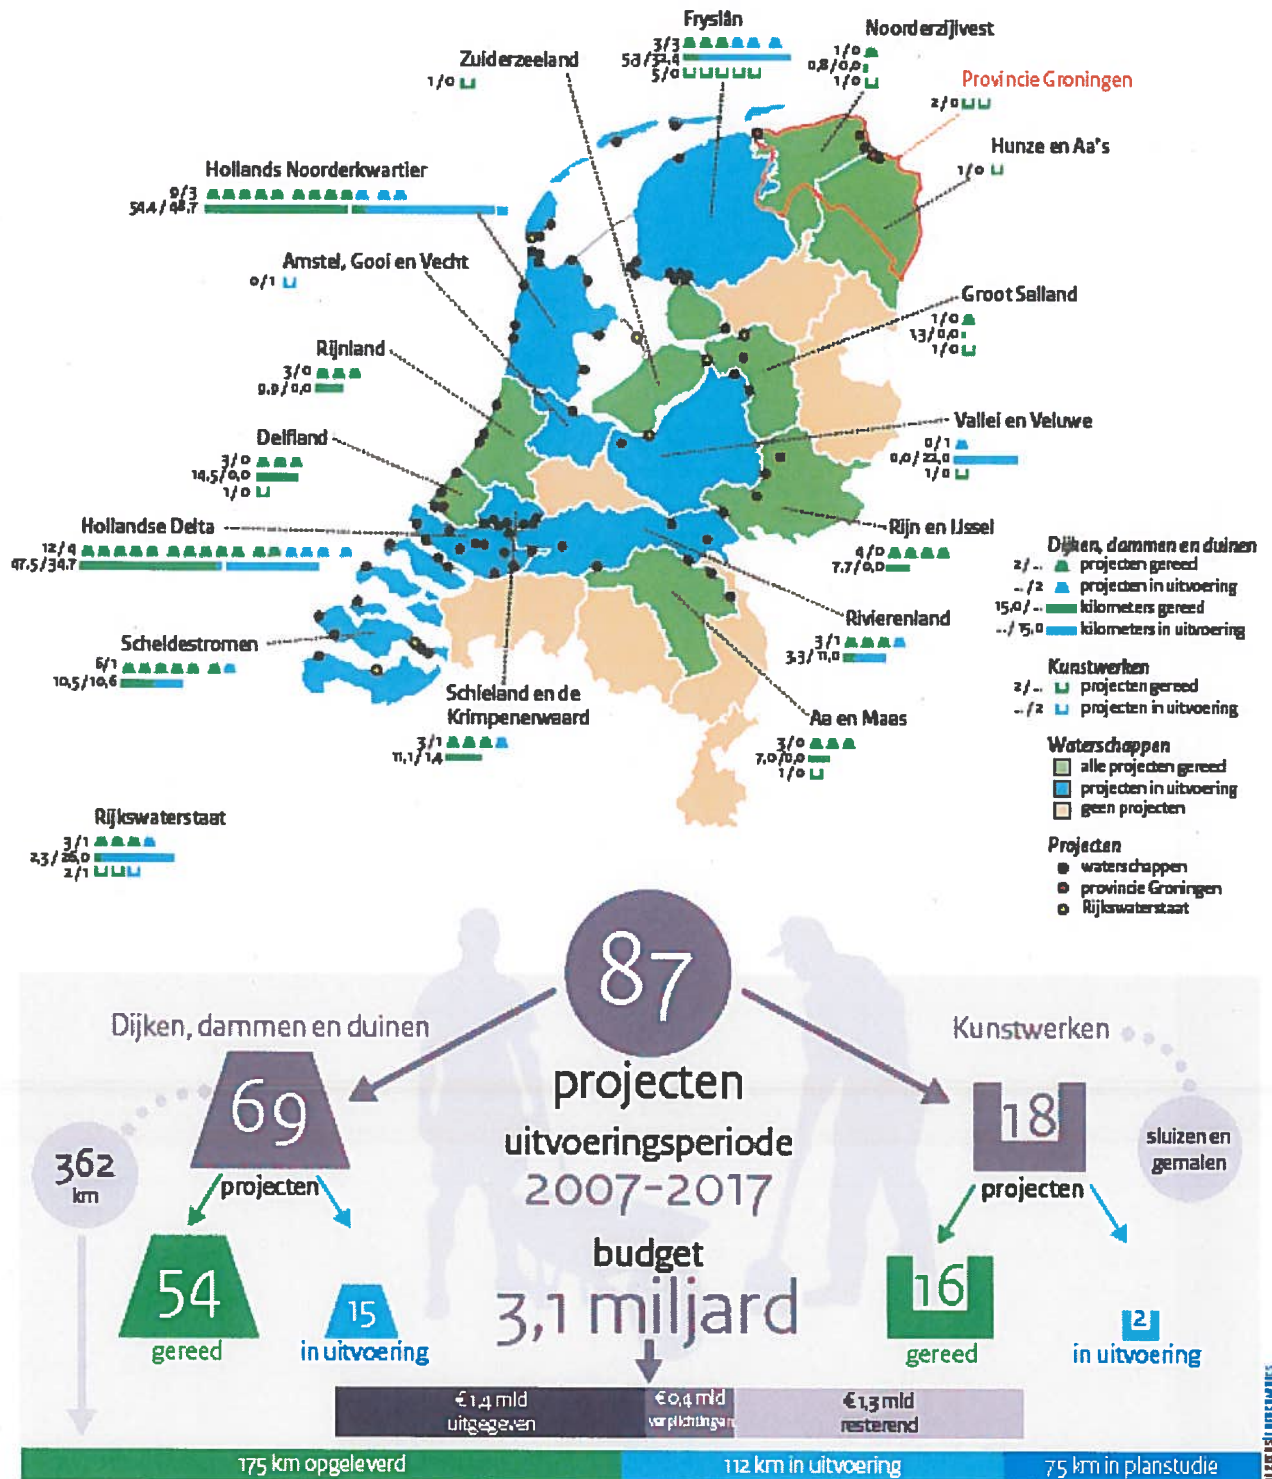 Fryslân
3/3
5,3/32,4
5/0
Noorderzijlvest
1/0
0,8/0,0
1/0
Zuiderzeeland
1/0
Provincie Groningen
2/0
Hunze en Aa's
1/0
Hollands Noorderkwartier
9/3
54,4/48,7
Amstel, Gooi en Vecht
0/1
Groot Salland
1/0
1,3/0,0
1/0
Rijnland
3/0
9,9/0,0
Vallei en Veluwe
0/1
0,0/22,0
1/0
Delfland
3/0
14,5/0,0
1/0
Hollandse Delta
12/4
47,5/34,7
Rijn en IJssel
4/0
7,7/0,0
Dijken, dammen en duinen
2/.. projecten gereed
../2 projecten in uitvoering
15,0/.. kilometers gereed
../15,0 kilometers in uitvoering
Kunstwerken
2/.. projecten gereed
../2 projecten in uitvoering
Waterschappen
alle projecten gereed
projecten in uitvoering
geen projecten
Projecten
waterschappen
provincie Groningen
Rijkswaterstaat
Rivierenland
3/1
3,3/11,0
Scheldestromen
6/1
10,5/10,6
Schieland en de
Krimpenerwaard
3/1
11,1/1,4
Aa en Maas
3/0
7,0/0,0
1/0
Rijkswaterstaat
3/1
2,3/26,0
2/1
87
projecten
uitvoeringsperiode
2007-2017
budget
3,1 miljard
Dijken, dammen en duinen
69
projecten
362
km
54
gereed
15
in uitvoering
Kunstwerken
18
projecten
sluizen en
gemalen
16
gereed
2
in uitvoering
€1,4 mld
uitgegeven
€0,4 mld
verplichtingen
€1,3 mld
resterend
175 km opgeleverd
112 km in uitvoering
75 km in planstudie